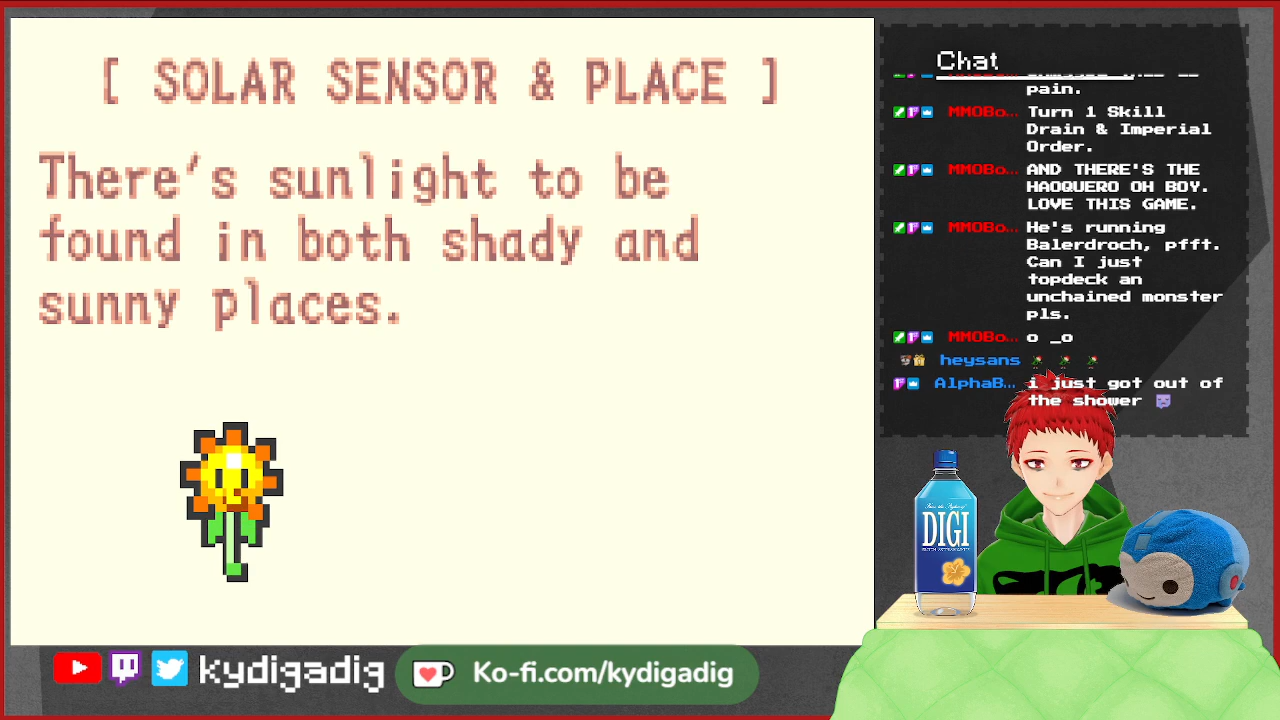 [ SOLAR SENSOR & PLACE ]
There's sunlight to be
found in both shady and
sunny places.
Chat
pain.
MMOBo... Turn 1 Skill
Drain & Imperial
Order.
MMOBo... AND THERE'S THE
HAOQUERO OH BOY.
LOVE THIS GAME.
MMOBo... He's running
Balerdroch, pfft.
Can I just
topdeck an
unchained monster
pls.
MMOBo... o _o
heysans
AlphaB... i just got out of
the shower
DIGI
kydigadig
Ko-fi.com/kydigadig